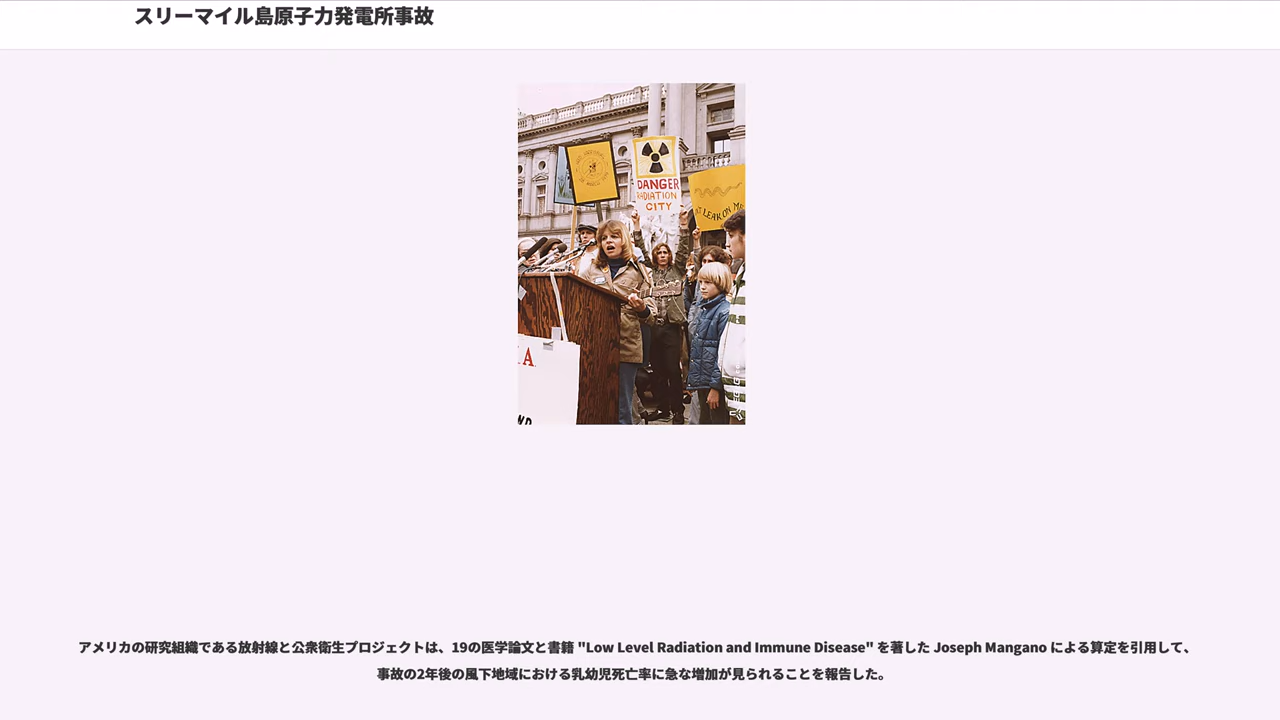 スリーマイル島原子力発電所事故
DANGER
RADIATION
CITY
LEAK ON
A
アメリカの研究組織である放射線と公衆衛生プロジェクトは、19の医学論文と書籍 "Low Level Radiation and Immune Disease" を著した Joseph Mangano による算定を引用して、
事故の2年後の風下地域における乳幼児死亡率に急な増加が見られることを報告した。